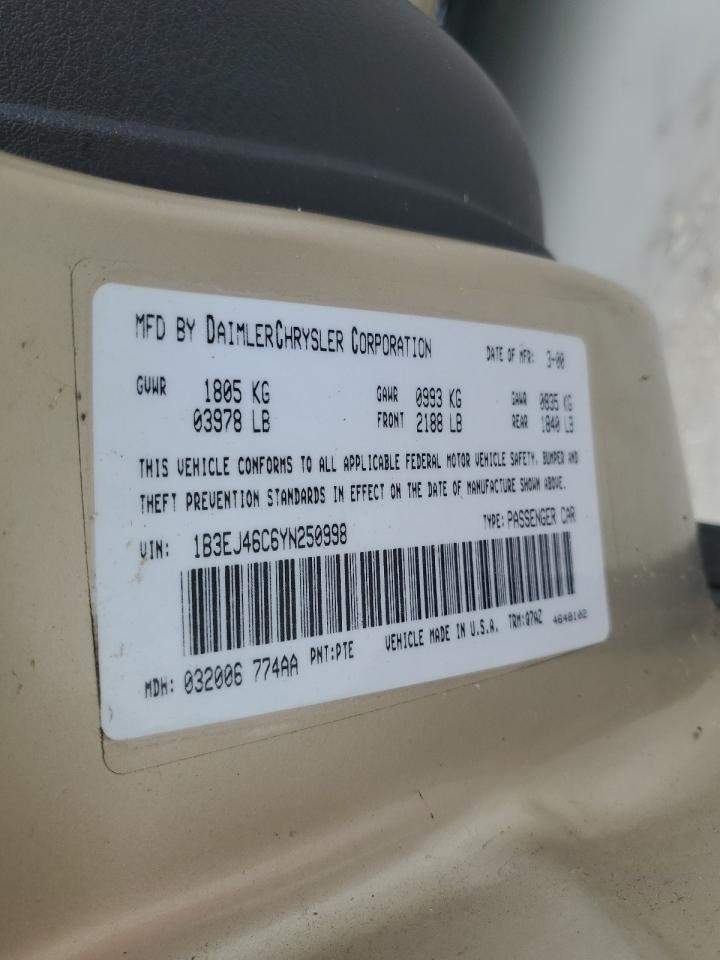 MFD BY DAIMLERCHRYSLER CORPORATION DATE OF MFR: 3-00
GVWR 1805 KG GAWR 0993 KG GAWR 0835 KG
03978 LB FRONT 2188 LB REAR 1840 LB
THIS VEHICLE CONFORMS TO ALL APPLICABLE FEDERAL MOTOR VEHICLE SAFETY, BUMPER AND
THEFT PREVENTION STANDARDS IN EFFECT ON THE DATE OF MANUFACTURE SHOWN ABOVE.
VIN: 1B3EJ46C6YN250998 TYPE: PASSENGER CAR
MDH: 032006 774AA PNT: PTE VEHICLE MADE IN U.S.A. TRM: Q7AZ 4648102